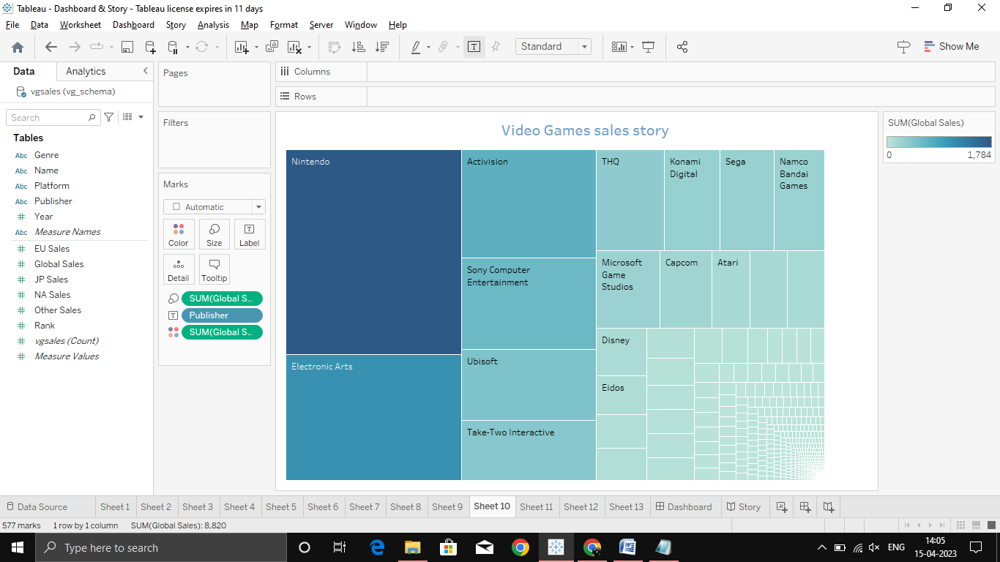 Tableau - Dashboard & Story - Tableau license expires in 11 days
File Data Worksheet Dashboard Story Analysis Map Format Server Window Help
Standard
Show Me
Data Analytics
vgsales (vg_schema)
Search
Tables
Abc Genre
Abc Name
Abc Platform
Abc Publisher
# Year
Abc Measure Names
# EU Sales
# Global Sales
# JP Sales
# NA Sales
# Other Sales
# Rank
# vgsales (Count)
# Measure Values
Pages
Filters
Marks
Automatic
Color Size Label
Detail Tooltip
SUM(Global S..
Publisher
SUM(Global S..
Columns
Rows
Video Games sales story
Nintendo
Electronic Arts
Activision
Sony Computer
Entertainment
Ubisoft
Take-Two Interactive
THQ
Konami
Digital
Sega
Namco
Bandai
Games
Microsoft
Game
Studios
Capcom
Atari
Disney
Eidos
SUM(Global Sales)
0 1,784
Data Source Sheet 1 Sheet 2 Sheet 3 Sheet 4 Sheet 5 Sheet 6 Sheet 7 Sheet 8 Sheet 9 Sheet 10 Sheet 11 Sheet 12 Sheet 13 Dashboard Story
577 marks 1 row by 1 column SUM(Global Sales): 8,820
Type here to search
ENG
14:05
15-04-2023